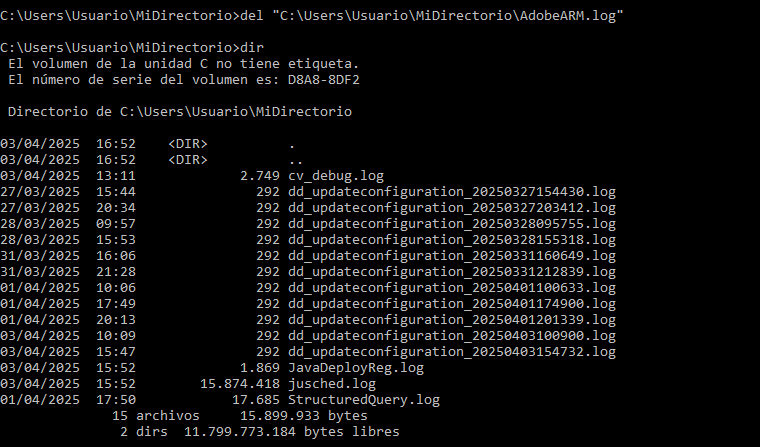 C:\Users\Usuario\MiDirectorio>del "C:\Users\Usuario\MiDirectorio\AdobeARM.log"
C:\Users\Usuario\MiDirectorio>dir
 El volumen de la unidad C no tiene etiqueta.
 El número de serie del volumen es: D8A8-8DF2
 Directorio de C:\Users\Usuario\MiDirectorio
03/04/2025  16:52    <DIR>          .
03/04/2025  16:52    <DIR>          ..
03/04/2025  13:11             2.749 cv_debug.log
27/03/2025  15:44               292 dd_updateconfiguration_20250327154430.log
27/03/2025  20:34               292 dd_updateconfiguration_20250327203412.log
28/03/2025  09:57               292 dd_updateconfiguration_20250328095755.log
28/03/2025  15:53               292 dd_updateconfiguration_20250328155318.log
31/03/2025  16:06               292 dd_updateconfiguration_20250331160649.log
31/03/2025  21:28               292 dd_updateconfiguration_20250331212839.log
01/04/2025  10:06               292 dd_updateconfiguration_20250401100633.log
01/04/2025  17:49               292 dd_updateconfiguration_20250401174900.log
01/04/2025  20:13               292 dd_updateconfiguration_20250401201339.log
03/04/2025  10:09               292 dd_updateconfiguration_20250403100900.log
03/04/2025  15:47               292 dd_updateconfiguration_20250403154732.log
03/04/2025  15:52             1.869 JavaDeployReg.log
03/04/2025  15:52        15.874.418 jusched.log
01/04/2025  17:50            17.685 StructuredQuery.log
              15 archivos     15.899.933 bytes
               2 dirs  11.799.773.184 bytes libres